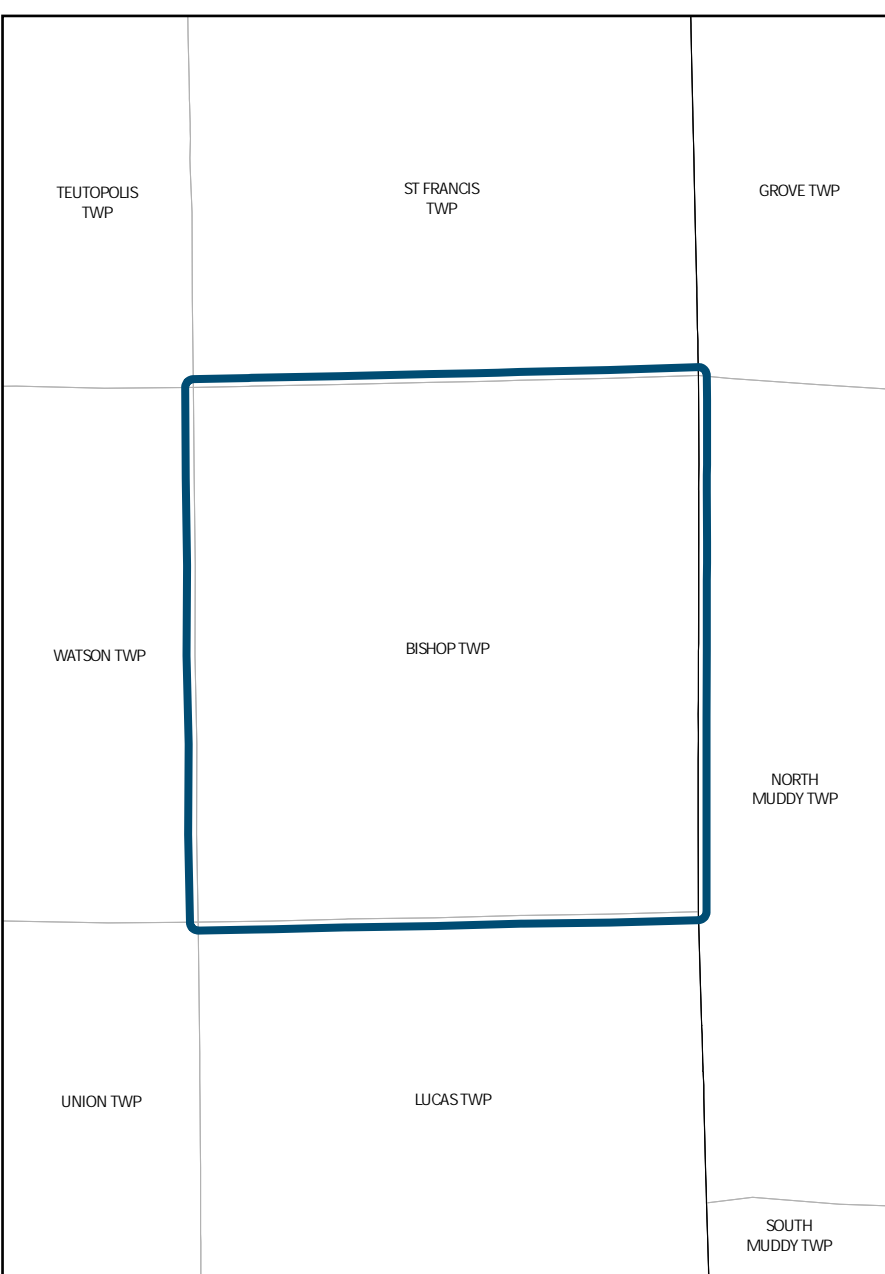 TEUTOPOLIS
TWP
ST FRANCIS
TWP
GROVE TWP
WATSON TWP
BISHOP TWP
NORTH
MUDDY TWP
UNION TWP
LUCAS TWP
SOUTH
MUDDY TWP